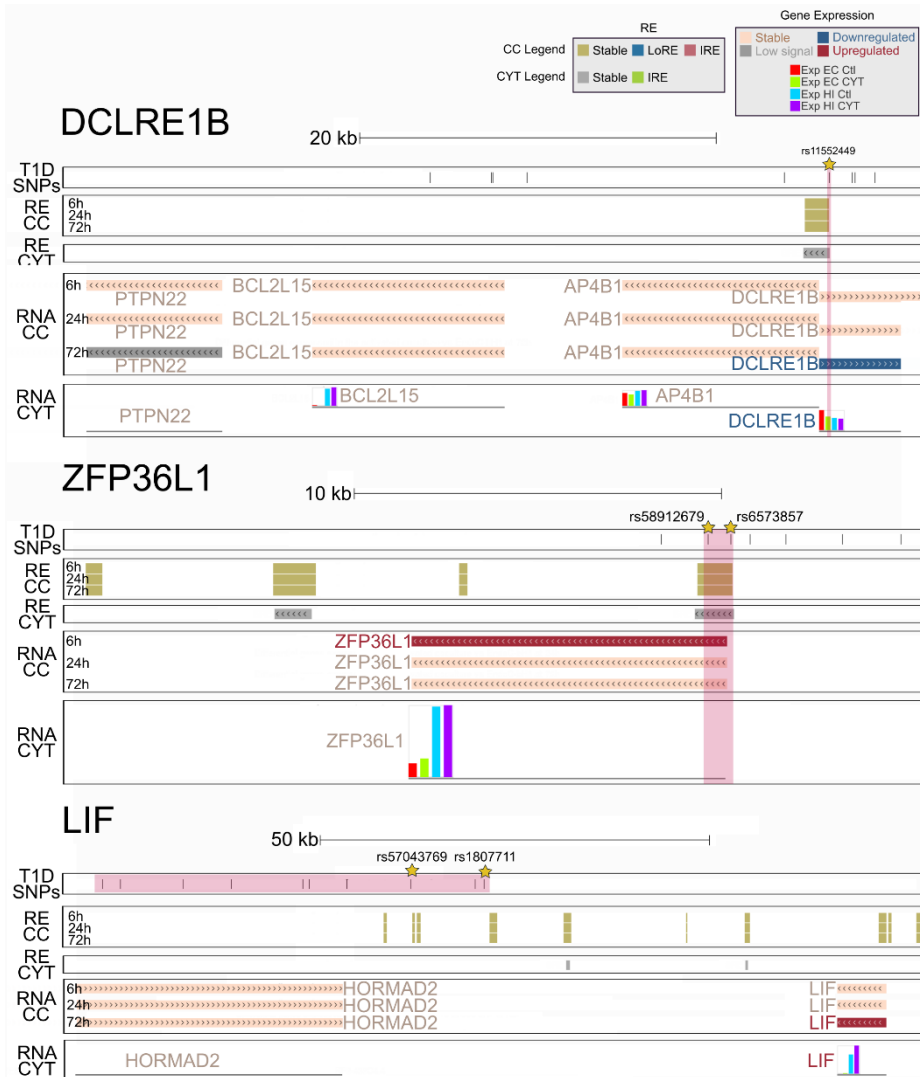 RE
CC Legend Stable LoRE IRE
CYT Legend Stable IRE
Gene Expression
Stable Downregulated
Low signal Upregulated
Exp EC Ctl
Exp EC CYT
Exp HI Ctl
Exp HI CYT
DCLRE1B
20 kb
rs11552449
T1D
SNPs
RE
CC
6h
24h
72h
RE
CYT
RNA
CC
6h
PTPN22
BCL2L15
AP4B1
DCLRE1B
24h
PTPN22
BCL2L15
AP4B1
DCLRE1B
72h
PTPN22
BCL2L15
AP4B1
DCLRE1B
RNA
CYT
PTPN22
BCL2L15
AP4B1
DCLRE1B
ZFP36L1
10 kb
rs58912679 rs6573857
T1D
SNPs
RE
CC
6h
24h
72h
RE
CYT
RNA
CC
6h
ZFP36L1
24h
ZFP36L1
72h
ZFP36L1
RNA
CYT
ZFP36L1
LIF
50 kb
rs57043769 rs1807711
T1D
SNPs
RE
CC
6h
24h
72h
RE
CYT
RNA
CC
6h
HORMAD2
LIF
24h
HORMAD2
LIF
72h
HORMAD2
LIF
RNA
CYT
HORMAD2
LIF